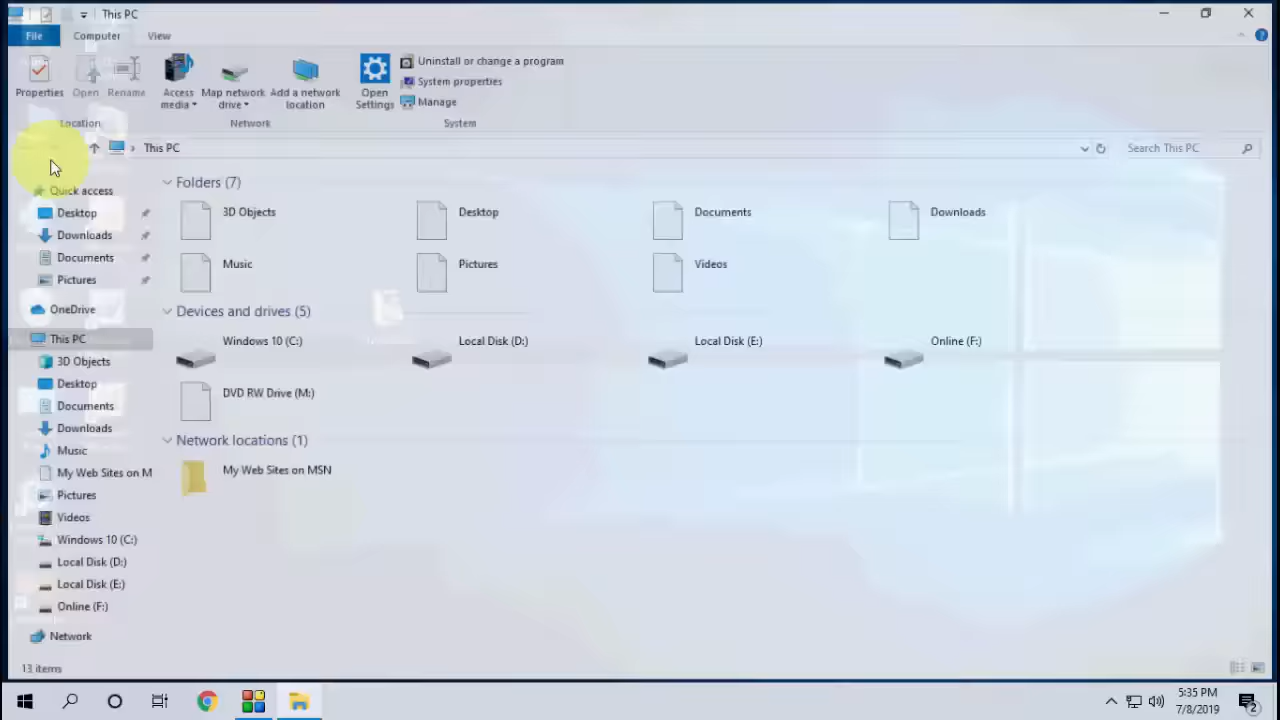 This PC
File Computer View
Properties Open Rename Access media Map network drive Add a network location Open Settings Uninstall or change a program
System properties
Manage
Location Network System
This PC Search This PC
Quick access
Desktop
Downloads
Documents
Pictures
OneDrive
This PC
3D Objects
Desktop
Documents
Downloads
Music
My Web Sites on M
Pictures
Videos
Windows 10 (C:)
Local Disk (D:)
Local Disk (E:)
Online (F:)
Network
Folders (7)
3D Objects Desktop Documents Downloads
Music Pictures Videos
Devices and drives (5)
Windows 10 (C:) Local Disk (D:) Local Disk (E:) Online (F:)
DVD RW Drive (M:)
Network locations (1)
My Web Sites on MSN
13 items
5:35 PM
7/8/2019
2